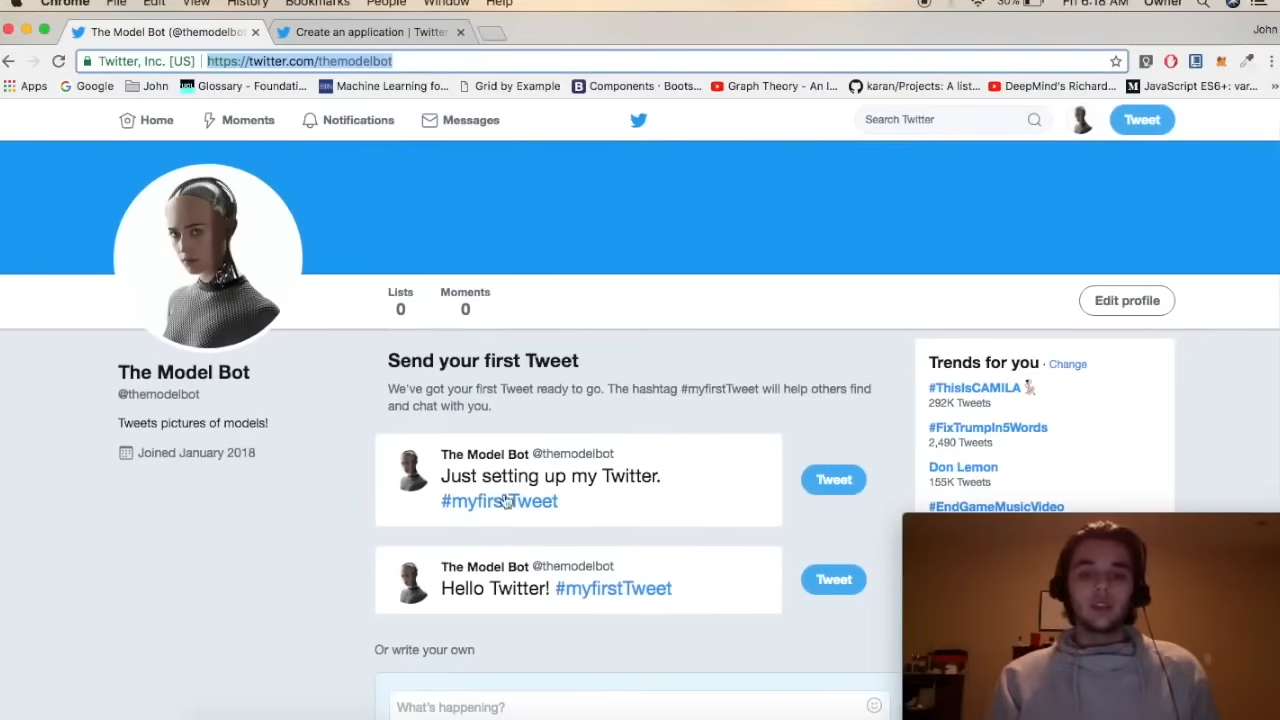 Chrome File Edit View History Bookmarks People Window Help 30% Fri 6:18 AM Owner
The Model Bot (@themodelbot Create an application | Twitter John
Twitter, Inc. [US] https://twitter.com/themodelbot
Apps Google John Glossary - Foundati... Machine Learning fo... Grid by Example Components · Boots... Graph Theory - An I... karan/Projects: A list... DeepMind's Richard... M JavaScript ES6+: var... »
Home Moments Notifications Messages Search Twitter Tweet
Lists Moments
0 0
Edit profile
The Model Bot
@themodelbot
Tweets pictures of models!
Joined January 2018
Send your first Tweet
We've got your first Tweet ready to go. The hashtag #myfirstTweet will help others find
and chat with you.
The Model Bot @themodelbot
Just setting up my Twitter.
#myfirstTweet
Tweet
The Model Bot @themodelbot
Hello Twitter! #myfirstTweet
Tweet
Or write your own
What's happening?
Trends for you · Change
#ThisIsCAMILA
292K Tweets
#FixTrumpIn5Words
2,490 Tweets
Don Lemon
155K Tweets
#EndGameMusicVideo